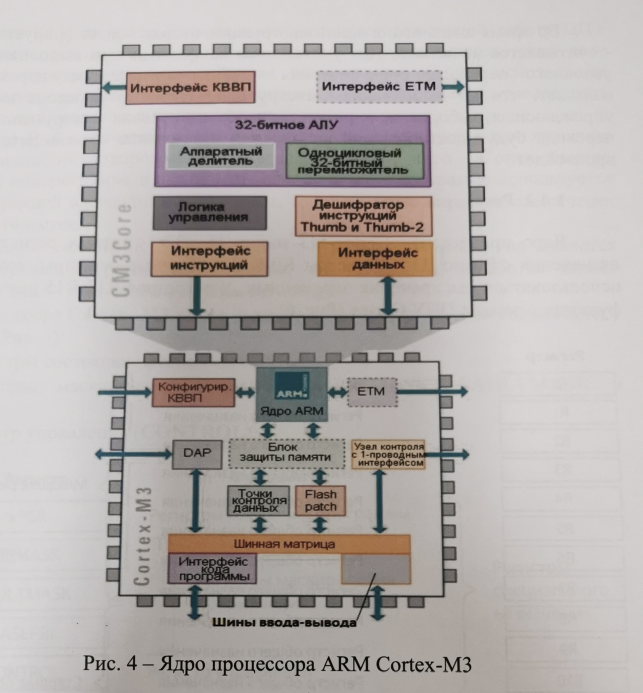 Интерфейс КВВП
Интерфейс ETM
32-битное АЛУ
Аппаратный
делитель
Одноцикловый
32-битный
перемножитель
Логика
управления
Дешифратор
инструкций
Thumb и Thumb-2
Интерфейс
инструкций
Интерфейс
данных
CM3Core
Конфигурир.
КВВП
ARM
Ядро ARM
ETM
DAP
Блок
защиты памяти
Узел контроля
с 1-проводным
интерфейсом
Точки
контроля
данных
Flash
patch
Шинная матрица
Интерфейс
кода
программы
Cortex-M3
Шины ввода-вывода
Рис. 4 – Ядро процессора ARM Cortex-M3